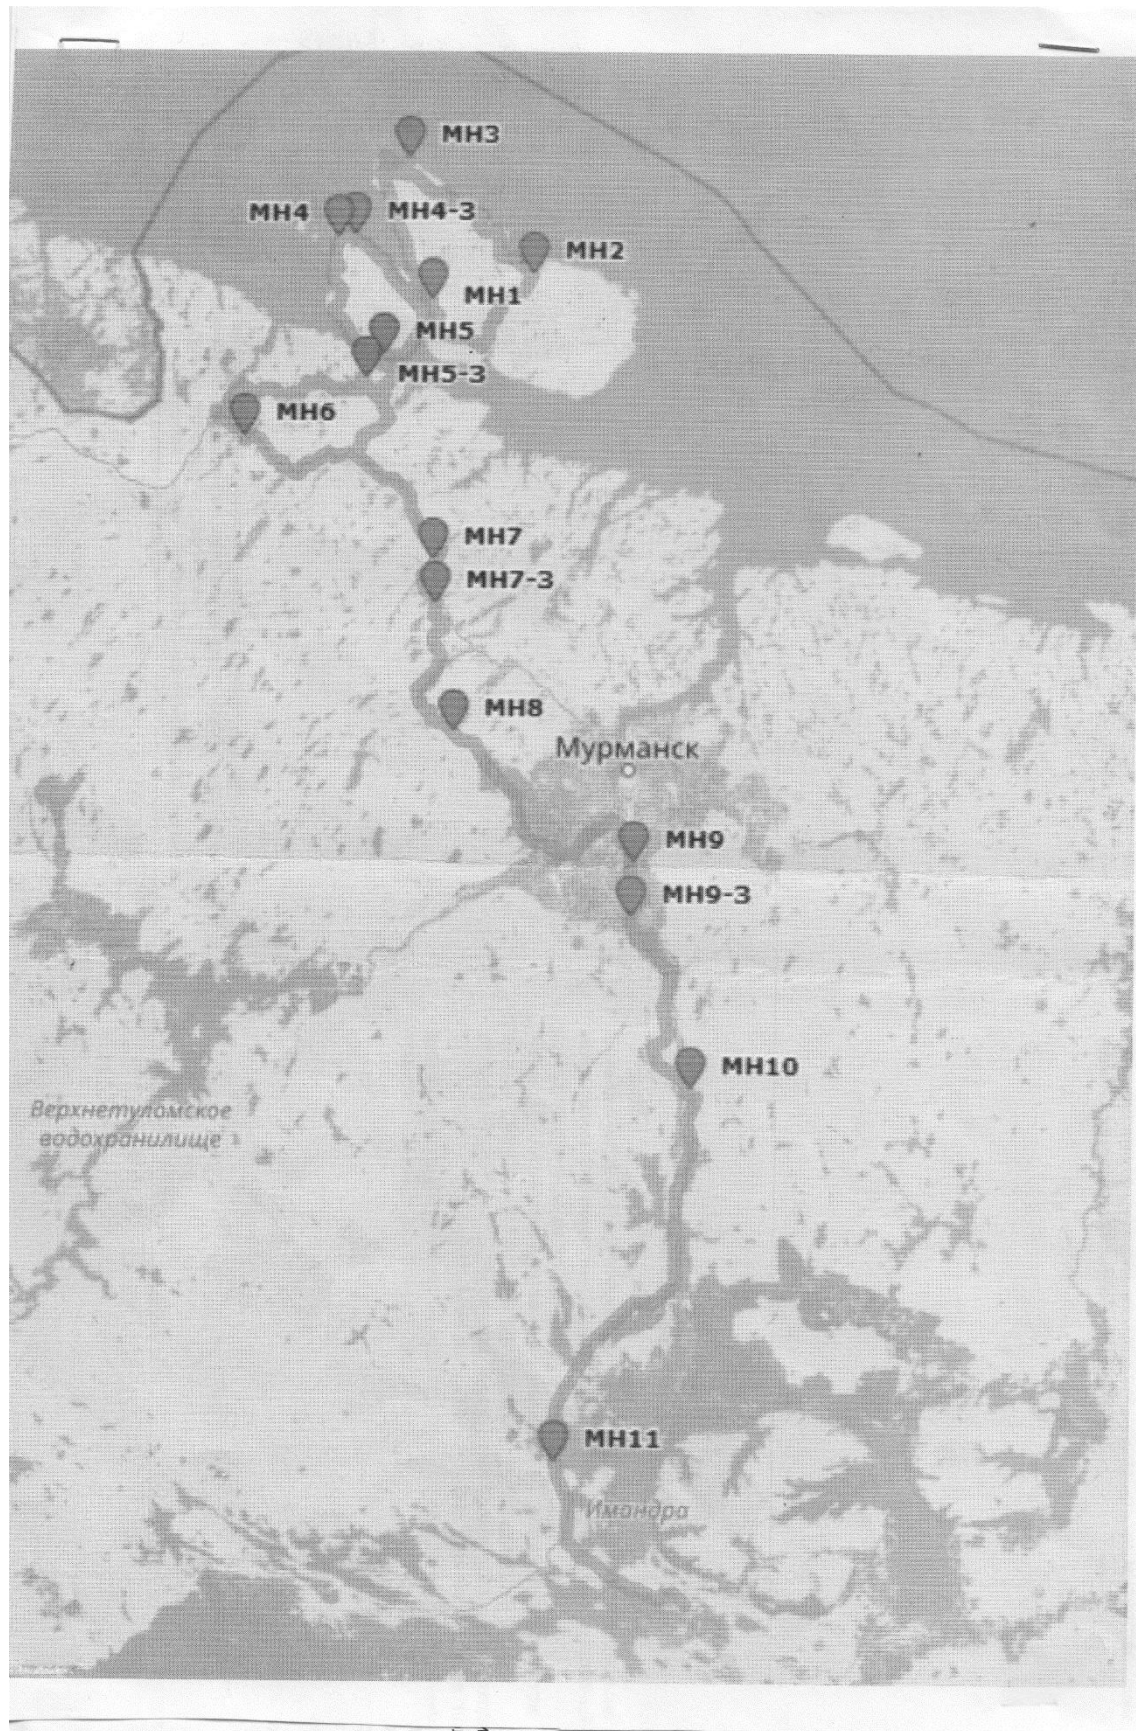 МН3
МН4
МН4-3
МН2
МН1
МН5
МН5-3
МН6
МН7
МН7-3
МН8
Мурманск
МН9
МН9-3
МН10
Верхнетуломское
водохранилище
МН11
Имандра